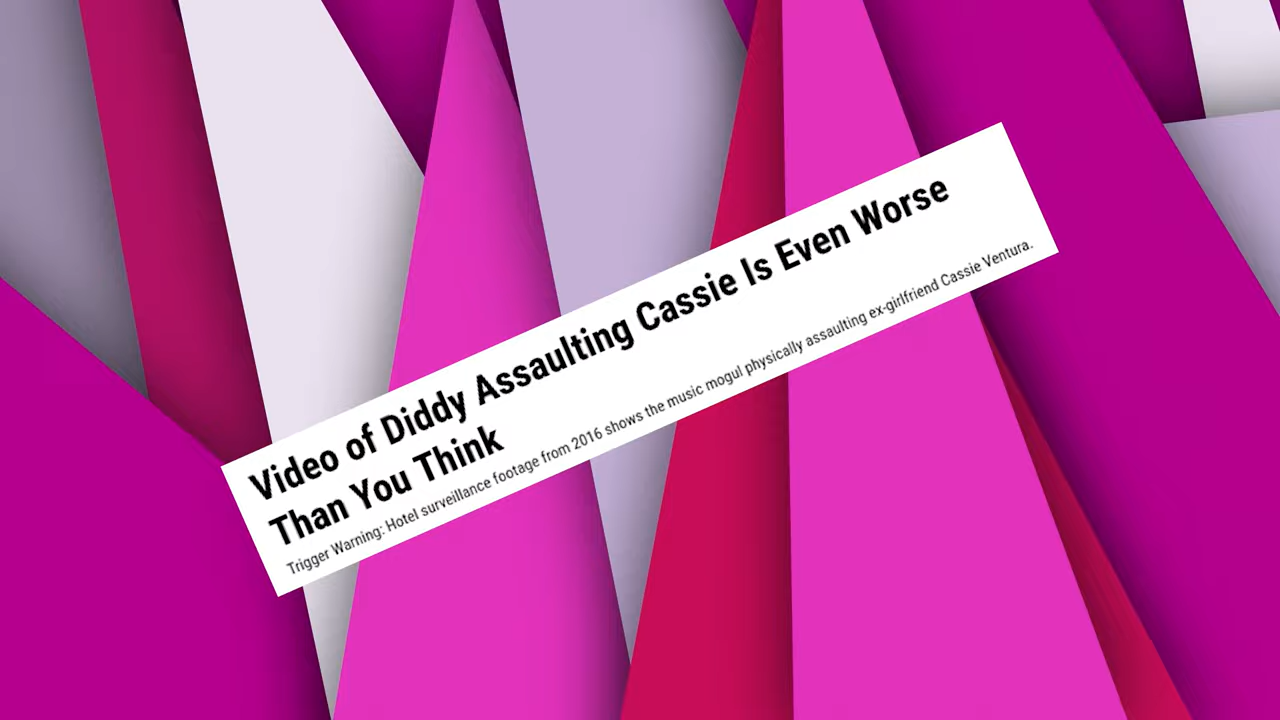 Video of Diddy Assaulting Cassie Is Even Worse
Than You Think
Trigger Warning: Hotel surveillance footage from 2016 shows the music mogul physically assaulting ex-girlfriend Cassie Ventura.